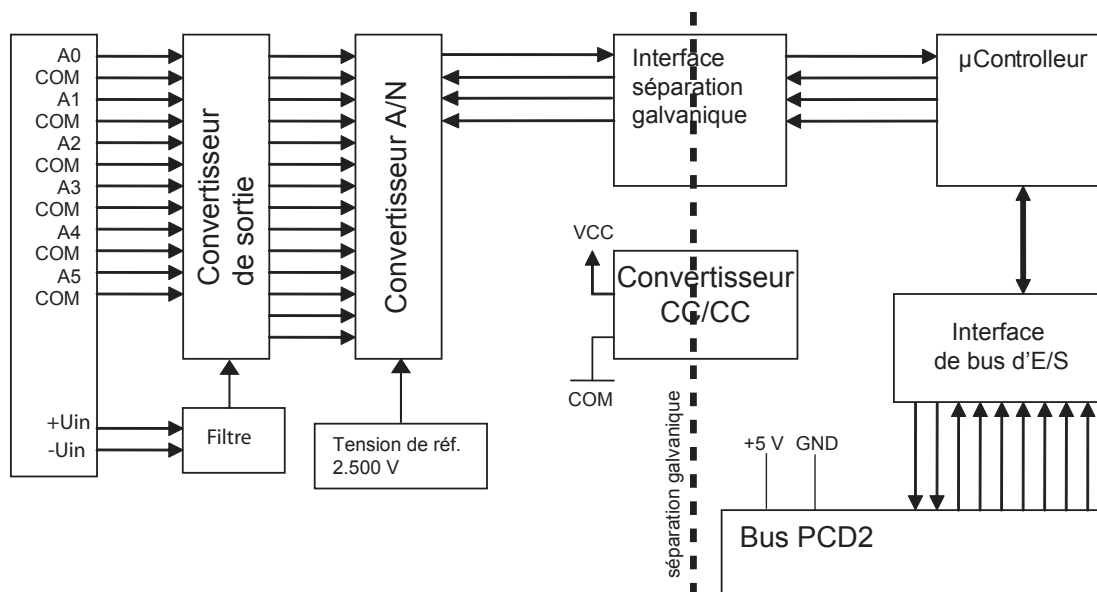 A0
COM
A1
COM
A2
COM
A3
COM
A4
COM
A5
COM
+Uin
-Uin
Convertisseur
de sortie
Filtre
Convertisseur A/N
Tension de réf.
2.500 V
Interface
séparation
galvanique
µControlleur
VCC
Convertisseur
CC/CC
COM
séparation galvanique
Interface
de bus d'E/S
+5 V GND
Bus PCD2